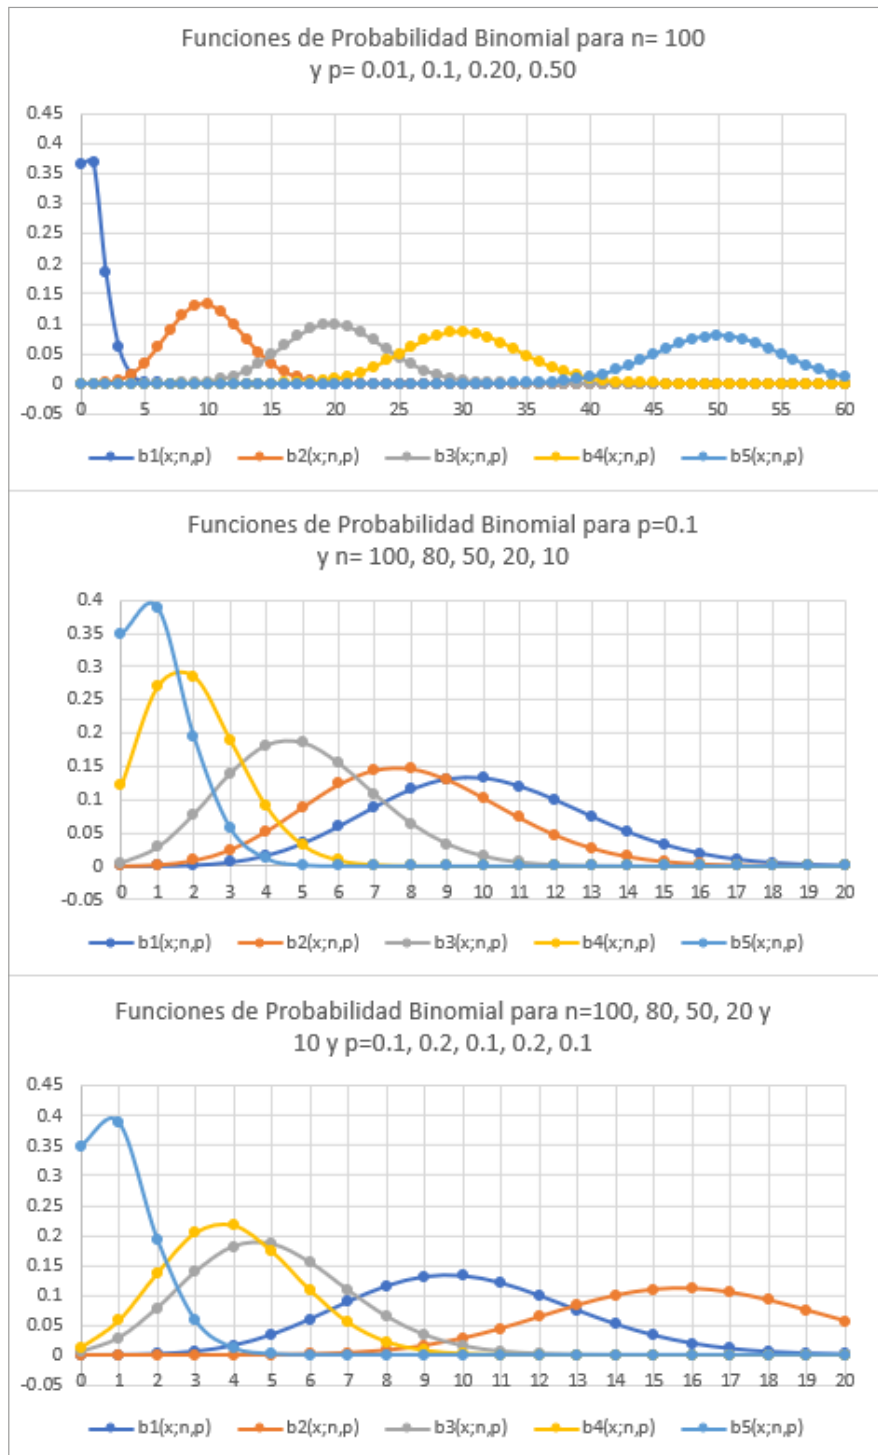 Funciones de Probabilidad Binomial para n= 100
y p= 0.01, 0.1, 0.20, 0.50
0.45
0.4
0.35
0.3
0.25
0.2
0.15
0.1
0.05
0
-0.05
0 5 10 15 20 25 30 35 40 45 50 55 60
b1(x;n,p) b2(x;n,p) b3(x;n,p) b4(x;n,p) b5(x;n,p)
Funciones de Probabilidad Binomial para p=0.1
y n= 100, 80, 50, 20, 10
0.4
0.35
0.3
0.25
0.2
0.15
0.1
0.05
0
-0.05
0 1 2 3 4 5 6 7 8 9 10 11 12 13 14 15 16 17 18 19 20
b1(x;n,p) b2(x;n,p) b3(x;n,p) b4(x;n,p) b5(x;n,p)
Funciones de Probabilidad Binomial para n=100, 80, 50, 20 y
10 y p=0.1, 0.2, 0.1, 0.2, 0.1
0.45
0.4
0.35
0.3
0.25
0.2
0.15
0.1
0.05
0
-0.05
0 1 2 3 4 5 6 7 8 9 10 11 12 13 14 15 16 17 18 19 20
b1(x;n,p) b2(x;n,p) b3(x;n,p) b4(x;n,p) b5(x;n,p)